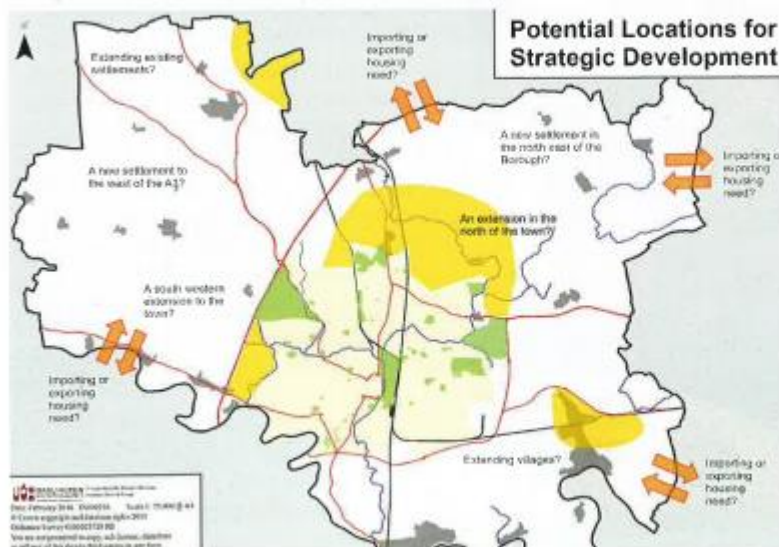 Potential Locations for
Strategic Development
Importing or
exporting
housing
need?
Extending existing
settlements?
A new settlement in
the north east of the
Borough?
Importing or
exporting
housing
need?
A new settlement to
the west of the A1?
An extension in the
north of the town?
A south western
extension to the
town?
Importing or
exporting
housing
need?
Extending villages?
Importing or
exporting
housing
need?